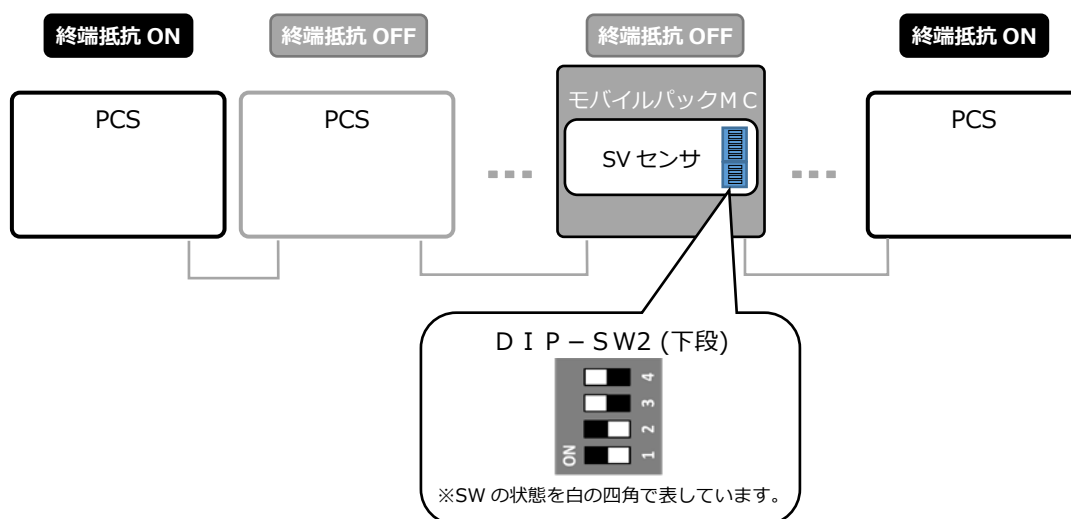 終端抵抗 ON
終端抵抗 OFF
終端抵抗 OFF
終端抵抗 ON
PCS
PCS
モバイルパックＭＣ
SV センサ
PCS
ＤＩＰ－ＳＷ2 (下段)
4
3
2
1
ON
※SW の状態を白の四角で表しています。